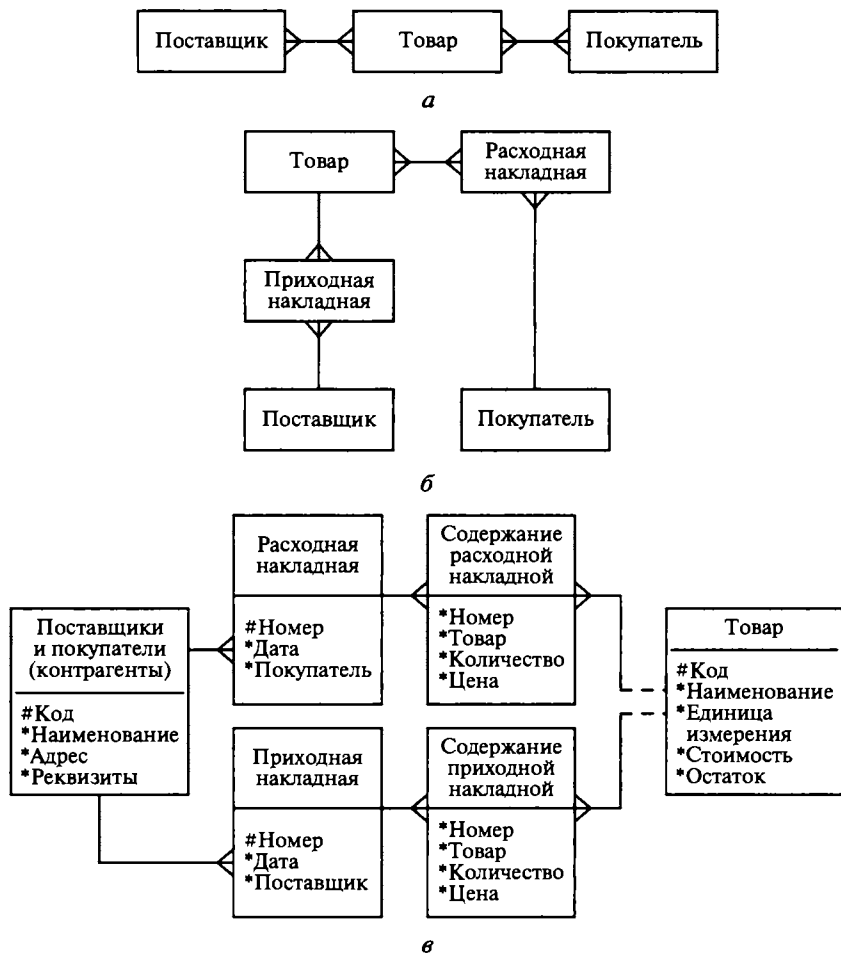 Поставщик
Товар
Покупатель
а
Товар
Расходная
накладная
Приходная
накладная
Поставщик
Покупатель
б
Поставщики
и покупатели
(контрагенты)
#Код
*Наименование
*Адрес
*Реквизиты
Расходная
накладная
#Номер
*Дата
*Покупатель
Содержание
расходной
накладной
*Номер
*Товар
*Количество
*Цена
Приходная
накладная
#Номер
*Дата
*Поставщик
Содержание
приходной
накладной
*Номер
*Товар
*Количество
*Цена
Товар
#Код
*Наименование
*Единица
измерения
*Стоимость
*Остаток
в